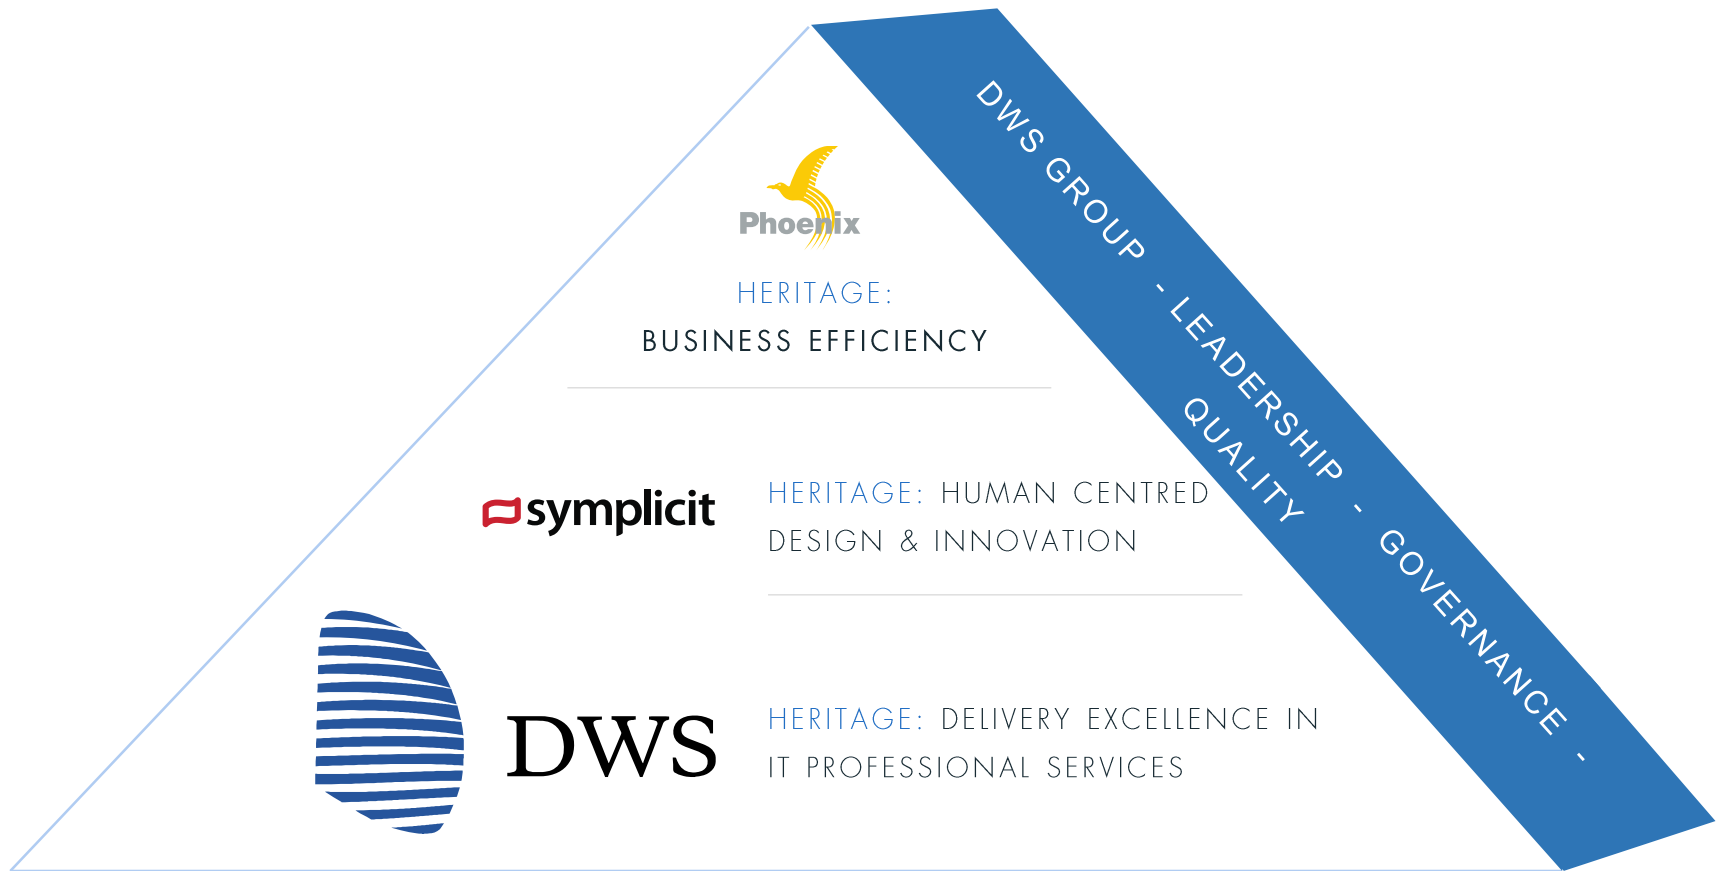 Phoenix
HERITAGE:
BUSINESS EFFICIENCY
symplicit
HERITAGE: HUMAN CENTRED
DESIGN & INNOVATION
DWS
HERITAGE: DELIVERY EXCELLENCE IN
IT PROFESSIONAL SERVICES
DWS GROUP - LEADERSHIP - GOVERNANCE -
QUALITY